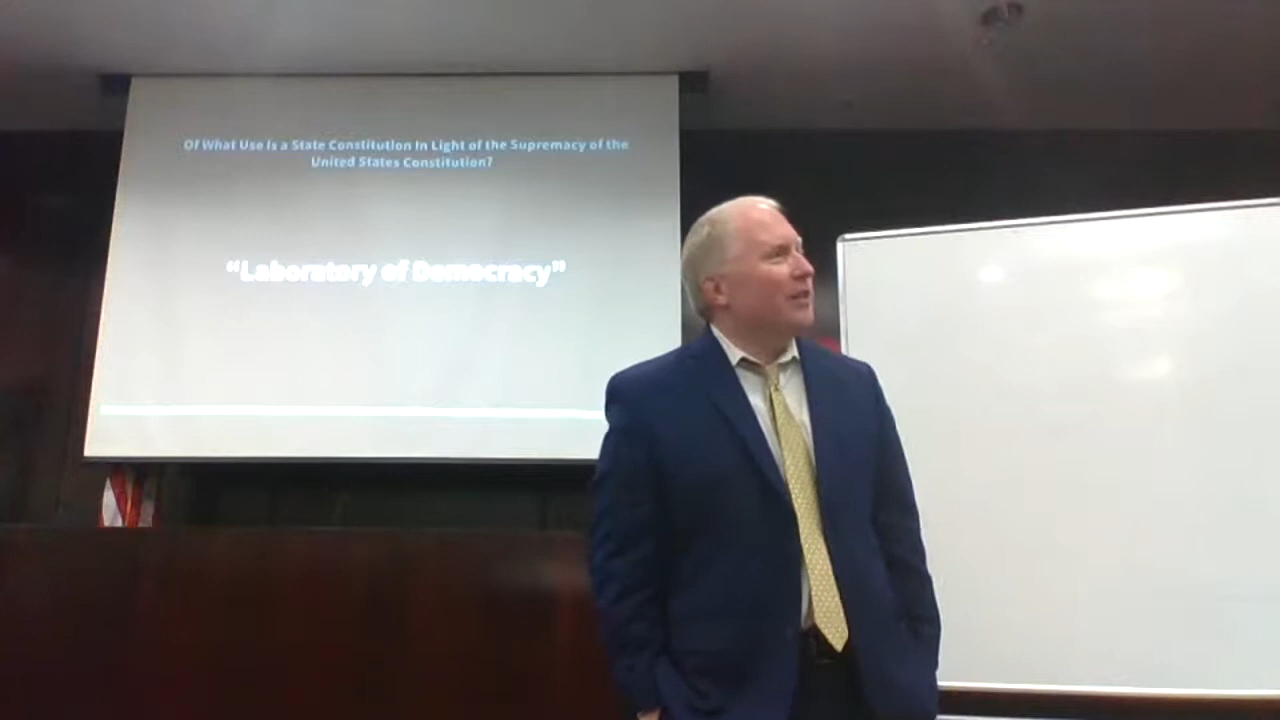 Of What Use Is a State Constitution In Light of the Supremacy of the
United States Constitution?
“Laboratory of Democracy”